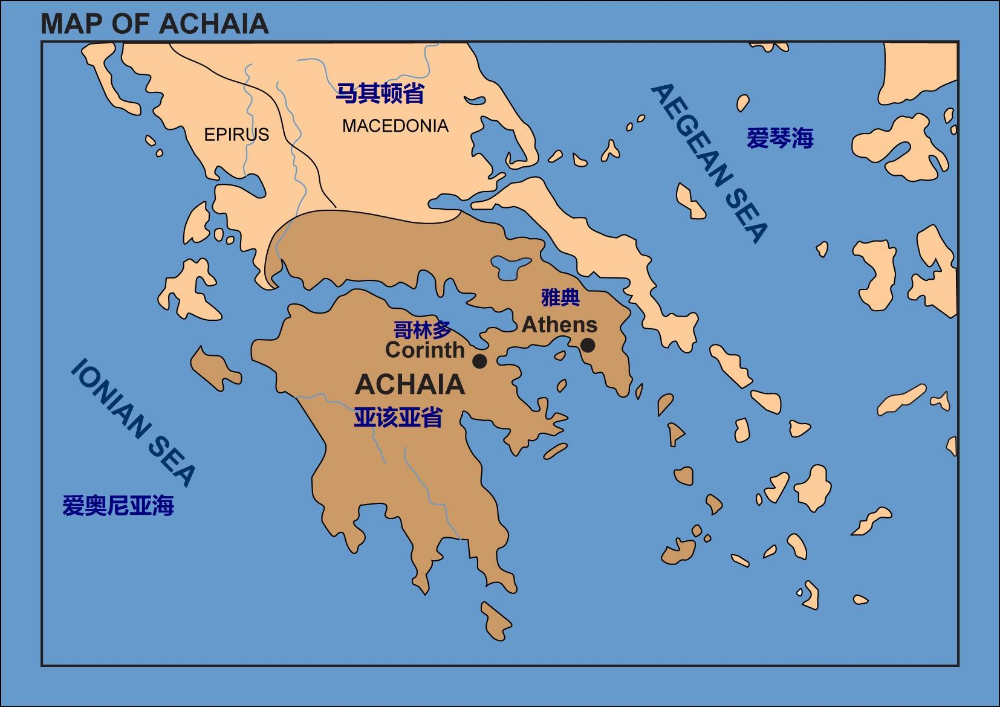 MAP OF ACHAIA
马其顿省
EPIRUS
MACEDONIA
AEGEAN SEA
爱琴海
雅典
Athens
哥林多
Corinth
ACHAIA
亚该亚省
IONIAN SEA
爱奥尼亚海